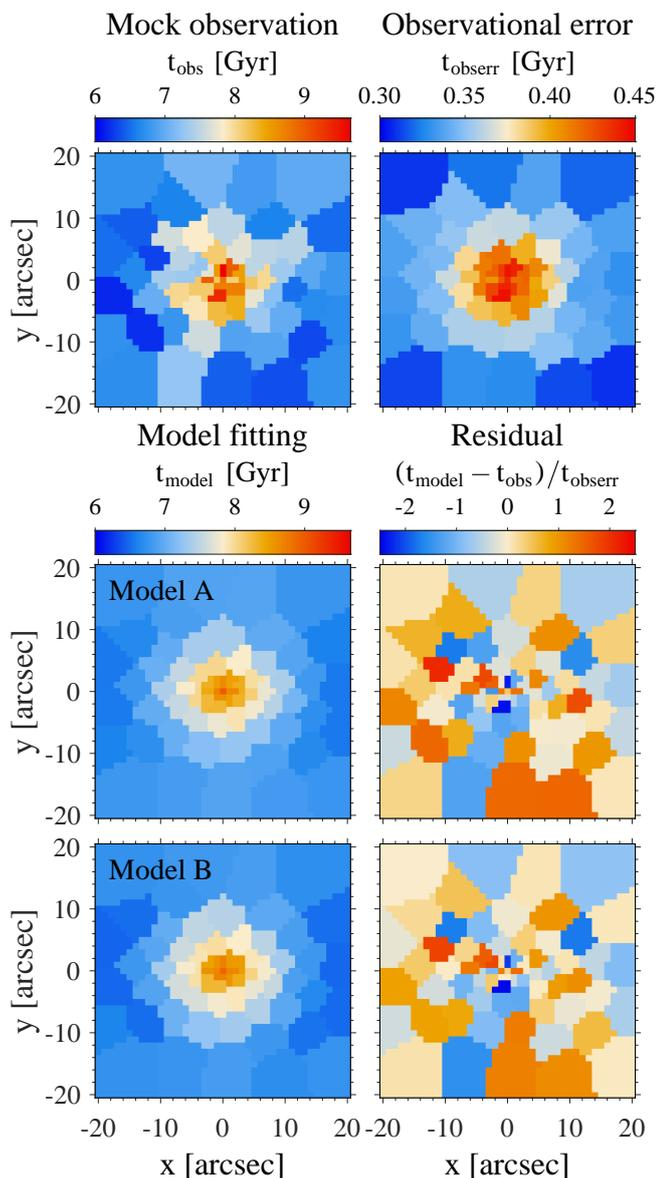 Mock observation Observational error
t_obs [Gyr] t_obserr [Gyr]
6 7 8 9 0.30 0.35 0.40 0.45
20
10
0
-10
-20
y [arcsec]
Model fitting Residual
t_model [Gyr] (t_model − t_obs)/t_obserr
6 7 8 9 -2 -1 0 1 2
Model A
20
10
0
-10
-20
y [arcsec]
Model B
20
10
0
-10
-20
y [arcsec]
-20 -10 0 10 20 -10 0 10 20
x [arcsec] x [arcsec]